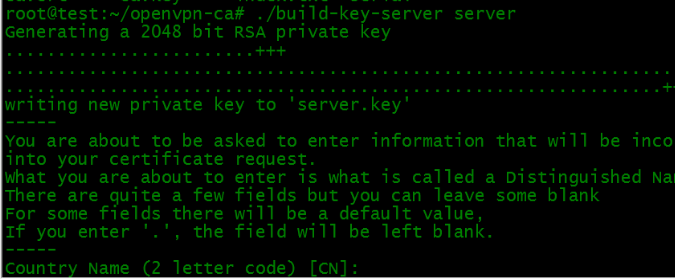 root@test:~/openvpn-ca# ./build-key-server server
Generating a 2048 bit RSA private key
.........................+++
....................................................................
..................................................................+
writing new private key to 'server.key'
-----
You are about to be asked to enter information that will be inco
into your certificate request.
What you are about to enter is what is called a Distinguished Na
There are quite a few fields but you can leave some blank
For some fields there will be a default value,
If you enter '.', the field will be left blank.
-----
Country Name (2 letter code) [CN]: